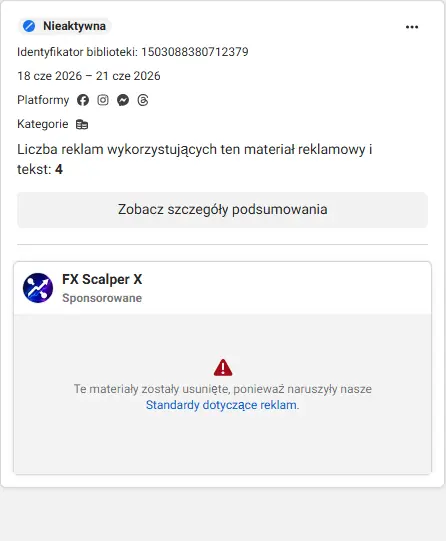 Nieaktywna
Identyfikator biblioteki: 1503088380712379
18 cze 2026 – 21 cze 2026
Platformy
Kategorie
Liczba reklam wykorzystujących ten materiał reklamowy i
tekst: 4
Zobacz szczegóły podsumowania
FX Scalper X
Sponsorowane
Te materiały zostały usunięte, ponieważ naruszyły nasze
Standardy dotyczące reklam.